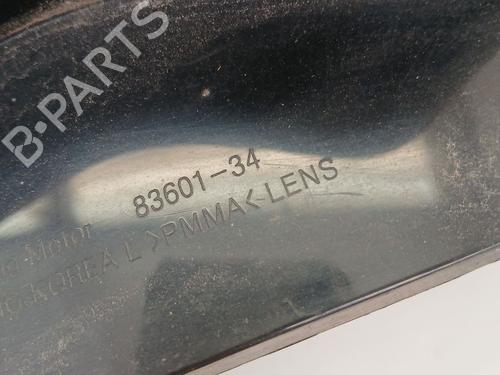 B-PARTS
83601-34
Motor
KOREA L >PMMA<-LENS